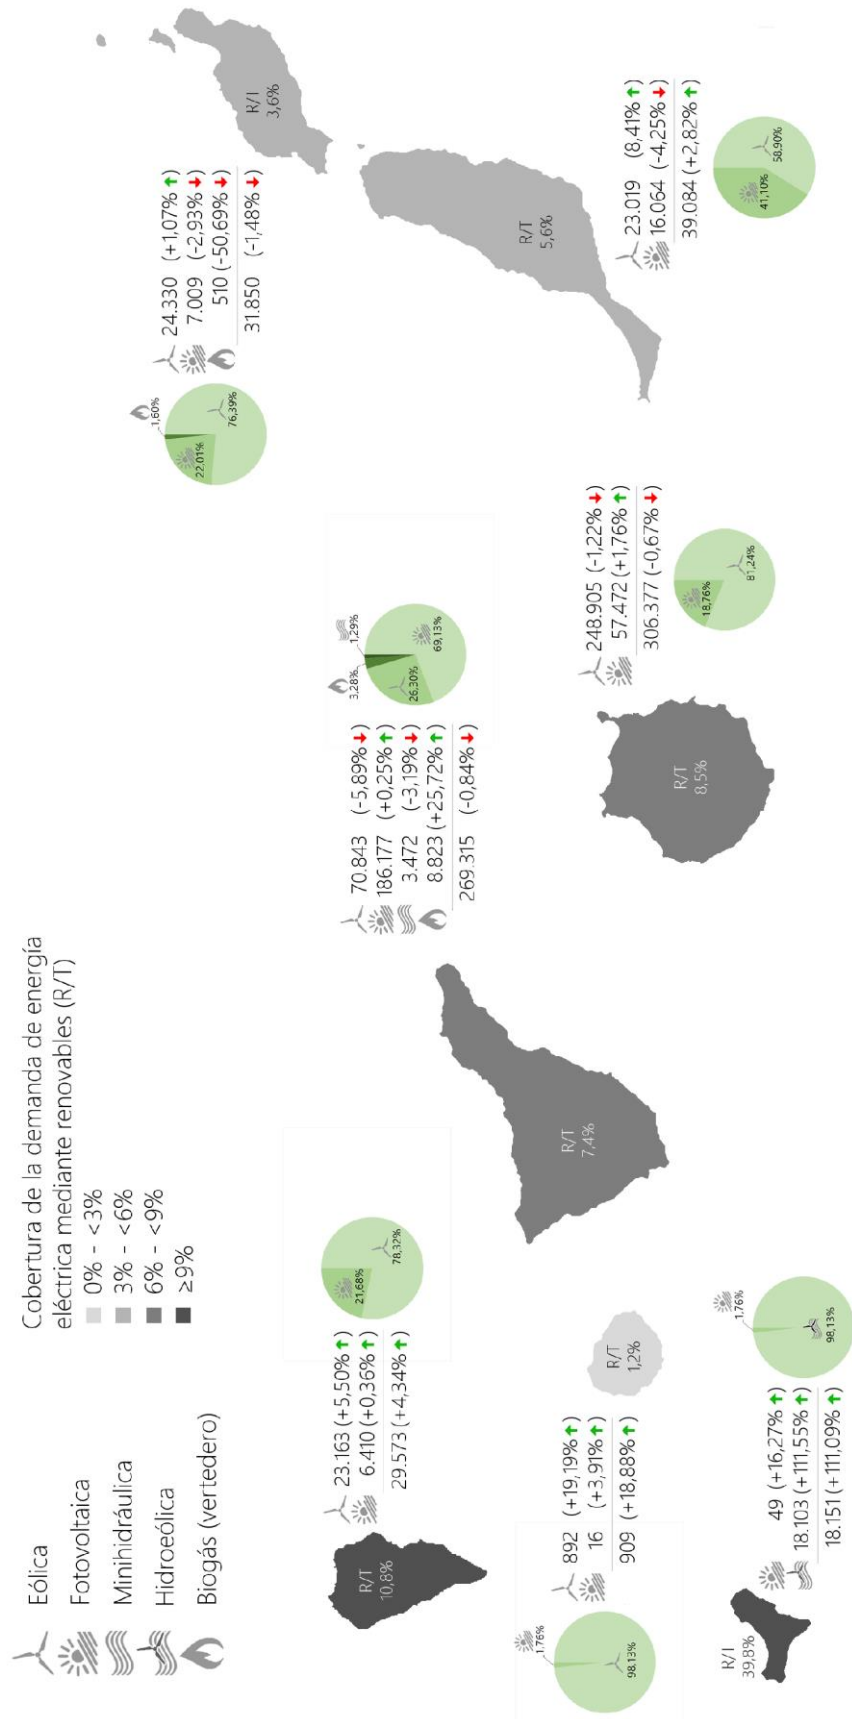 Eólica
Fotovoltaica
Minihidráulica
Hidroeólica
Biogás (vertedero)
Cobertura de la demanda de energía
eléctrica mediante renovables (R/T)
0% - <3%
3% - <6%
6% - <9%
≥9%
R/T
10,8%
23.163 (+5,50%)
6.410 (+0,36%)
29.573 (+4,34%)
21,68%
78,32%
1.76%
98.13%
892 (+19,19%)
16 (+3,91%)
909 (+18,88%)
R/T
1,2%
R/T
39,8%
49 (+16,27%)
18.103 (+111,55%)
18.151 (+111,09%)
1.76%
98,13%
R/T
7,4%
70.843 (-5,89%)
186.177 (+0,25%)
3.472 (-3,19%)
8.823 (+25,72%)
269.315 (-0,84%)
3,28%
1,29%
26,30%
69,13%
R/T
8,5%
248.905 (-1,22%)
57.472 (+1,76%)
306.377 (-0,67%)
18,76%
81,24%
1,60%
22,01%
76,39%
24.330 (+1,07%)
7.009 (-2,93%)
510 (-50,69%)
31.850 (-1,48%)
R/T
3,6%
R/T
5,6%
23.019 (8,41%)
16.064 (-4,25%)
39.084 (+2,82%)
41,10%
58.90%